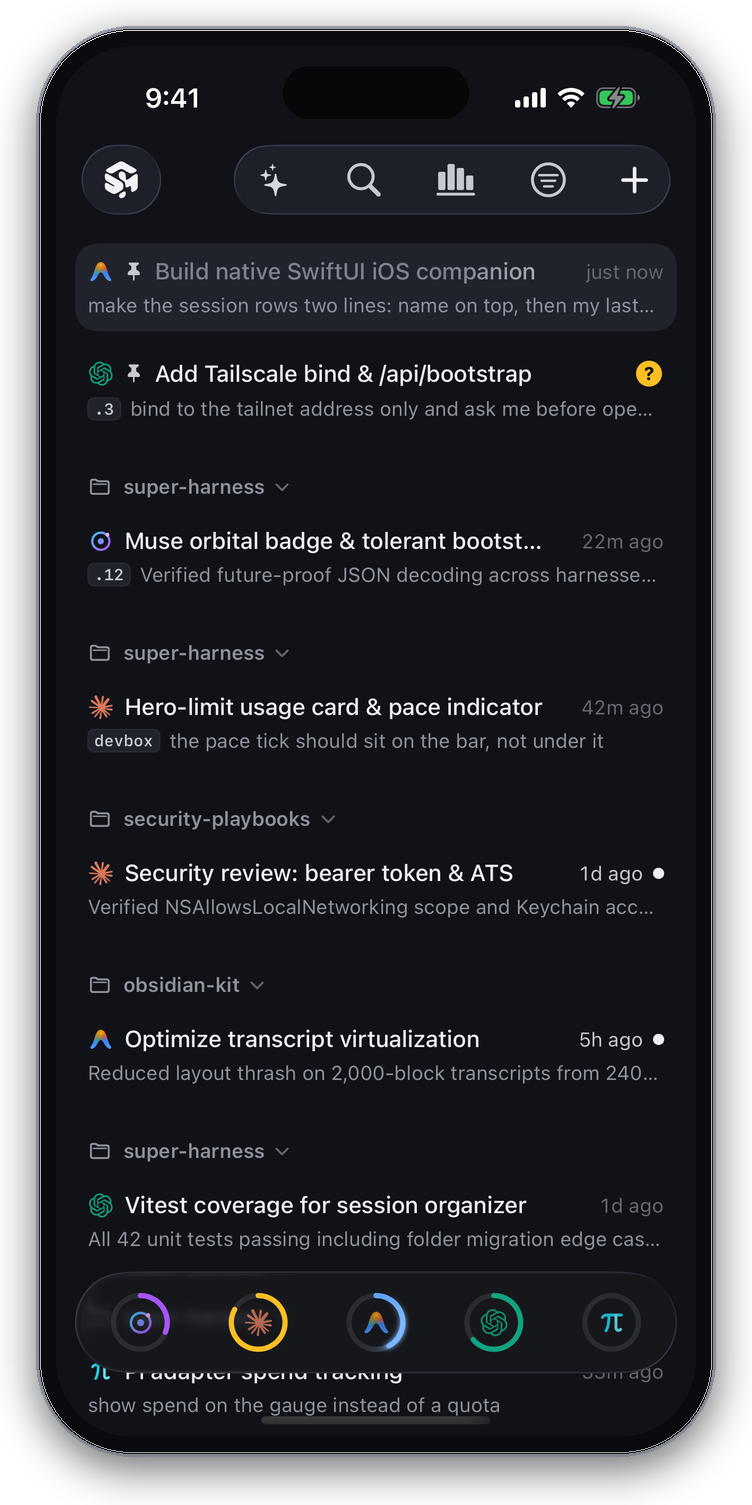 9:41
Build native SwiftUI iOS companion just now
make the session rows two lines: name on top, then my last...
Add Tailscale bind & /api/bootstrap ?
.3 bind to the tailnet address only and ask me before ope...
super-harness
Muse orbital badge & tolerant bootst... 22m ago
.12 Verified future-proof JSON decoding across harnesse...
super-harness
Hero-limit usage card & pace indicator 42m ago
devbox the pace tick should sit on the bar, not under it
security-playbooks
Security review: bearer token & ATS 1d ago
Verified NSAllowsLocalNetworking scope and Keychain acc...
obsidian-kit
Optimize transcript virtualization 5h ago
Reduced layout thrash on 2,000-block transcripts from 240...
super-harness
Vitest coverage for session organizer 1d ago
All 42 unit tests passing including folder migration edge cas...
π
Pi adapter spend tracking
show spend on the gauge instead of a quota